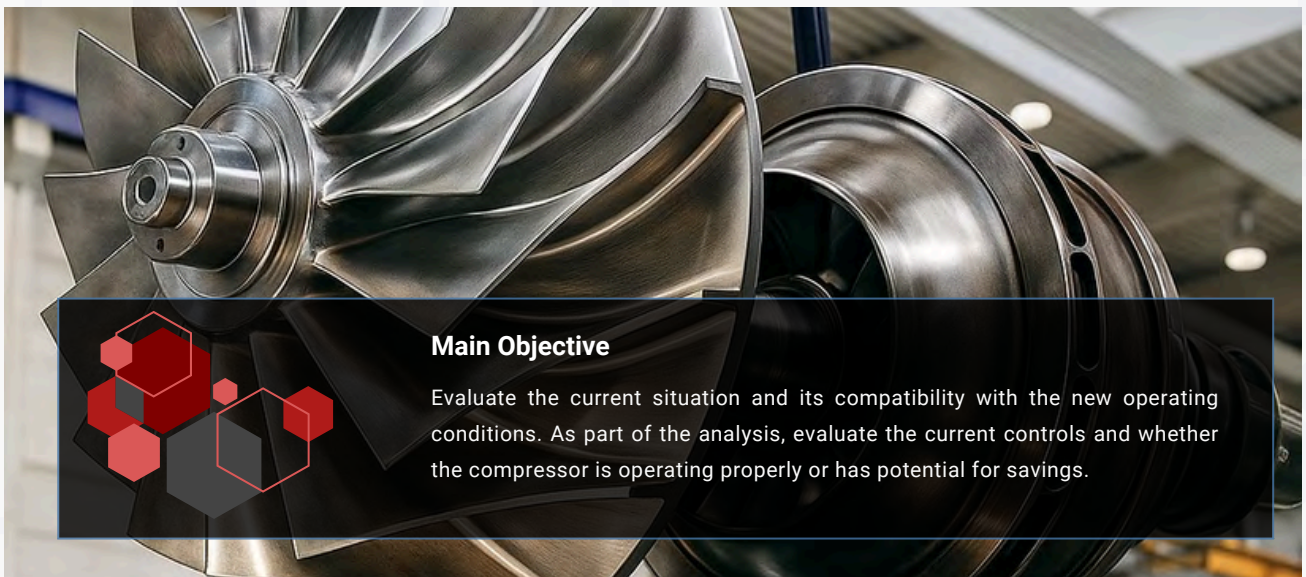 Main Objective
Evaluate the current situation and its compatibility with the new operating
conditions. As part of the analysis, evaluate the current controls and whether
the compressor is operating properly or has potential for savings.